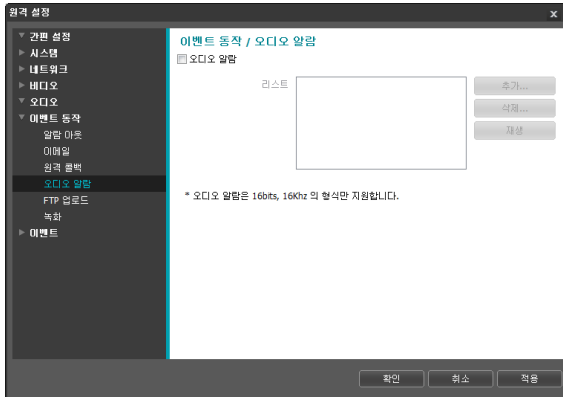 원격 설정
x
간편 설정
시스템
네트워크
비디오
오디오
이벤트 동작
알람 아웃
이메일
원격 콜백
오디오 알람
FTP 업로드
녹화
이벤트
이벤트 동작 / 오디오 알람
오디오 알람
리스트
추가...
삭제...
재생
* 오디오 알람은 16bits, 16Khz 의 형식만 지원합니다.
확인
취소
적용